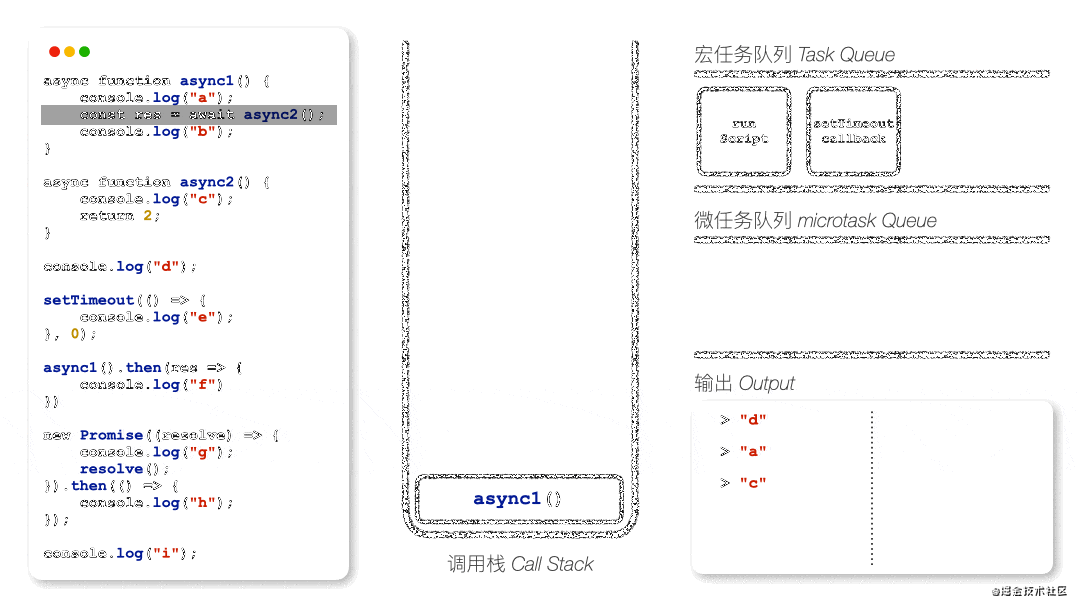 async function async1() {
    console.log("a");
    const res = await async2();
    console.log("b");
}
async function async2() {
    console.log("c");
    return 2;
}
console.log("d");
setTimeout(() => {
    console.log("e");
}, 0);
async1().then(res => {
    console.log("f")
})
new Promise((resolve) => {
    console.log("g");
    resolve();
}).then(() => {
    console.log("h");
});
console.log("i");
async1()
调用栈 Call Stack
宏任务队列 Task Queue
run
Script
setTimeout
callback
微任务队列 microtask Queue
输出 Output
> "d"
> "a"
> "c"
@掘金技术社区